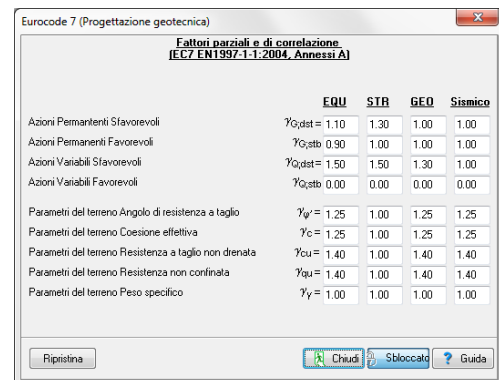 Eurocode 7 (Progettazione geotecnica)
Fattori parziali e di correlazione
(EC7 EN1997-1-1:2004, Annessi A)
EQU STR GEO Sismico
Azioni Permantenti Sfavorevoli γG;dst = 1.10 1.30 1.00 1.00
Azioni Permanenti Favorevoli γG;stb 0.90 1.00 1.00 1.00
Azioni Variabili Sfavorevoli γQ;dst = 1.50 1.50 1.30 1.00
Azioni Variabili Favorevoli γQ;stb 0.00 0.00 0.00 0.00
Parametri del terreno Angolo di resistenza a taglio γφ' = 1.25 1.00 1.25 1.25
Parametri del terreno Coesione effettiva γc = 1.25 1.00 1.25 1.25
Parametri del terreno Resistenza a taglio non drenata γcu = 1.40 1.00 1.40 1.40
Parametri del terreno Resistenza non confinata γqu = 1.40 1.00 1.40 1.40
Parametri del terreno Peso specifico γγ = 1.00 1.00 1.00 1.00
Ripristina Chiudi Sbloccato ? Guida